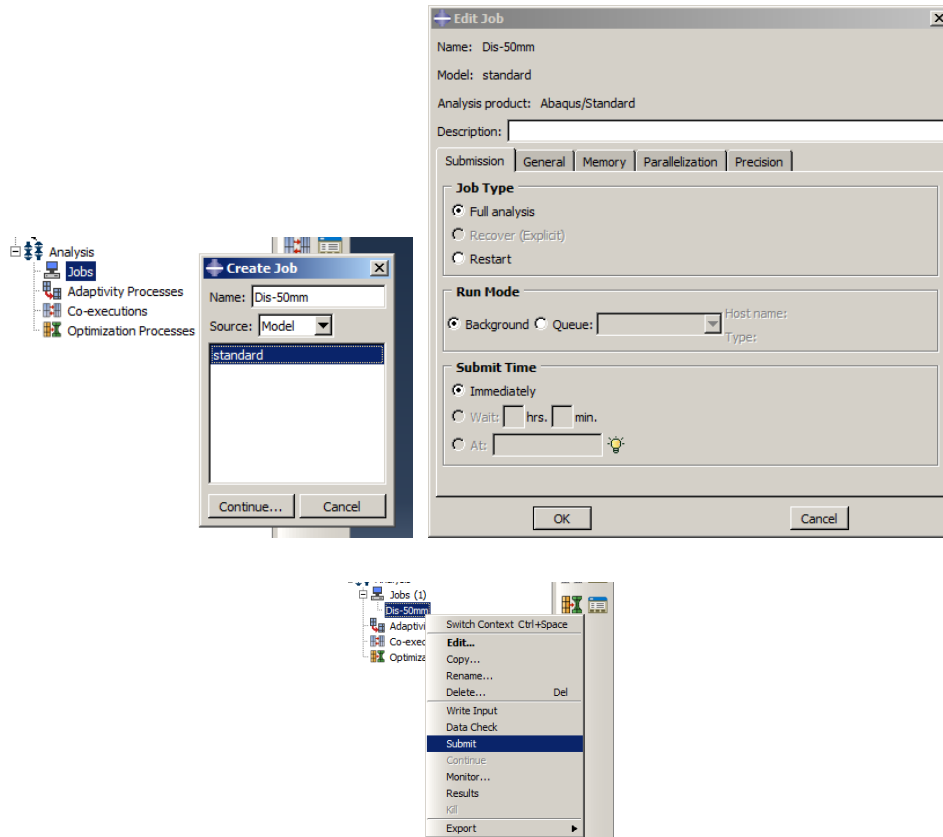 Analysis
Jobs
Adaptivity Processes
Co-executions
Optimization Processes
Create Job
Name: Dis-50mm
Source: Model
standard
Continue... Cancel
Edit Job
Name: Dis-50mm
Model: standard
Analysis product: Abaqus/Standard
Description:
Submission General Memory Parallelization Precision
Job Type
Full analysis
Recover (Explicit)
Restart
Run Mode
Background Queue: Host name:
Type:
Submit Time
Immediately
Wait: hrs. min.
At:
OK Cancel
Jobs (1)
Dis-50mm
Adaptivi
Co-exec
Optimiza
Switch Context Ctrl+Space
Edit...
Copy...
Rename...
Delete... Del
Write Input
Data Check
Submit
Continue
Monitor...
Results
Kill
Export